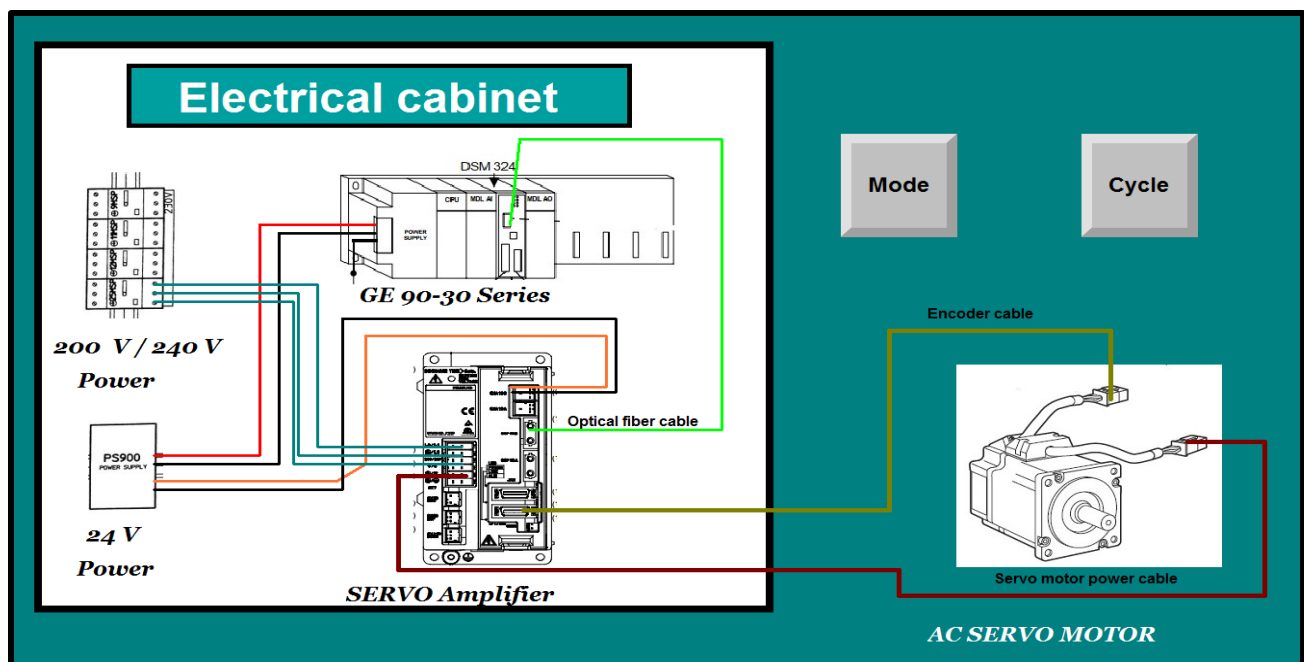 Electrical cabinet
DSM 324
CPU
MDL AI
MDL AO
POWER
SUPPLY
230V
GE 90-30 Series
200 V / 240 V
Power
PS900
POWER SUPPLY
24 V
Power
Optical fiber cable
SERVO Amplifier
Mode
Cycle
Encoder cable
Servo motor power cable
AC SERVO MOTOR